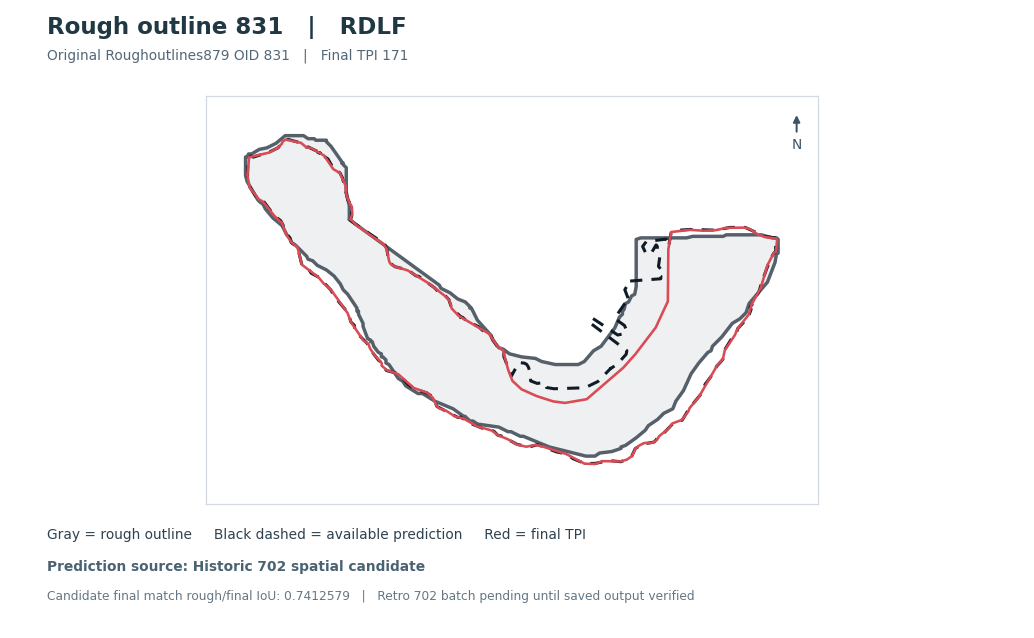 Rough outline 831 | RDLF
Original Roughoutlines879 OID 831 | Final TPI 171
N
Gray = rough outline Black dashed = available prediction Red = final TPI
Prediction source: Historic 702 spatial candidate
Candidate final match rough/final IoU: 0.7412579 | Retro 702 batch pending until saved output verified